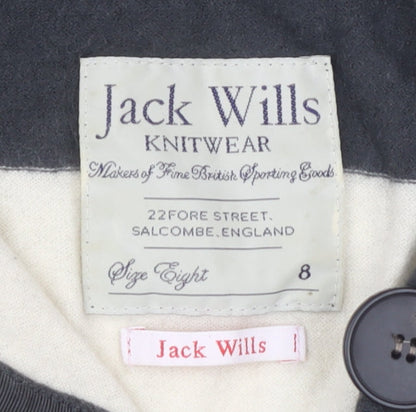 Jack Wills
KNITWEAR
Makers of Fine British Sporting Goods
22FORE STREET.
SALCOMBE, ENGLAND
Size Eight 8
Jack Wills